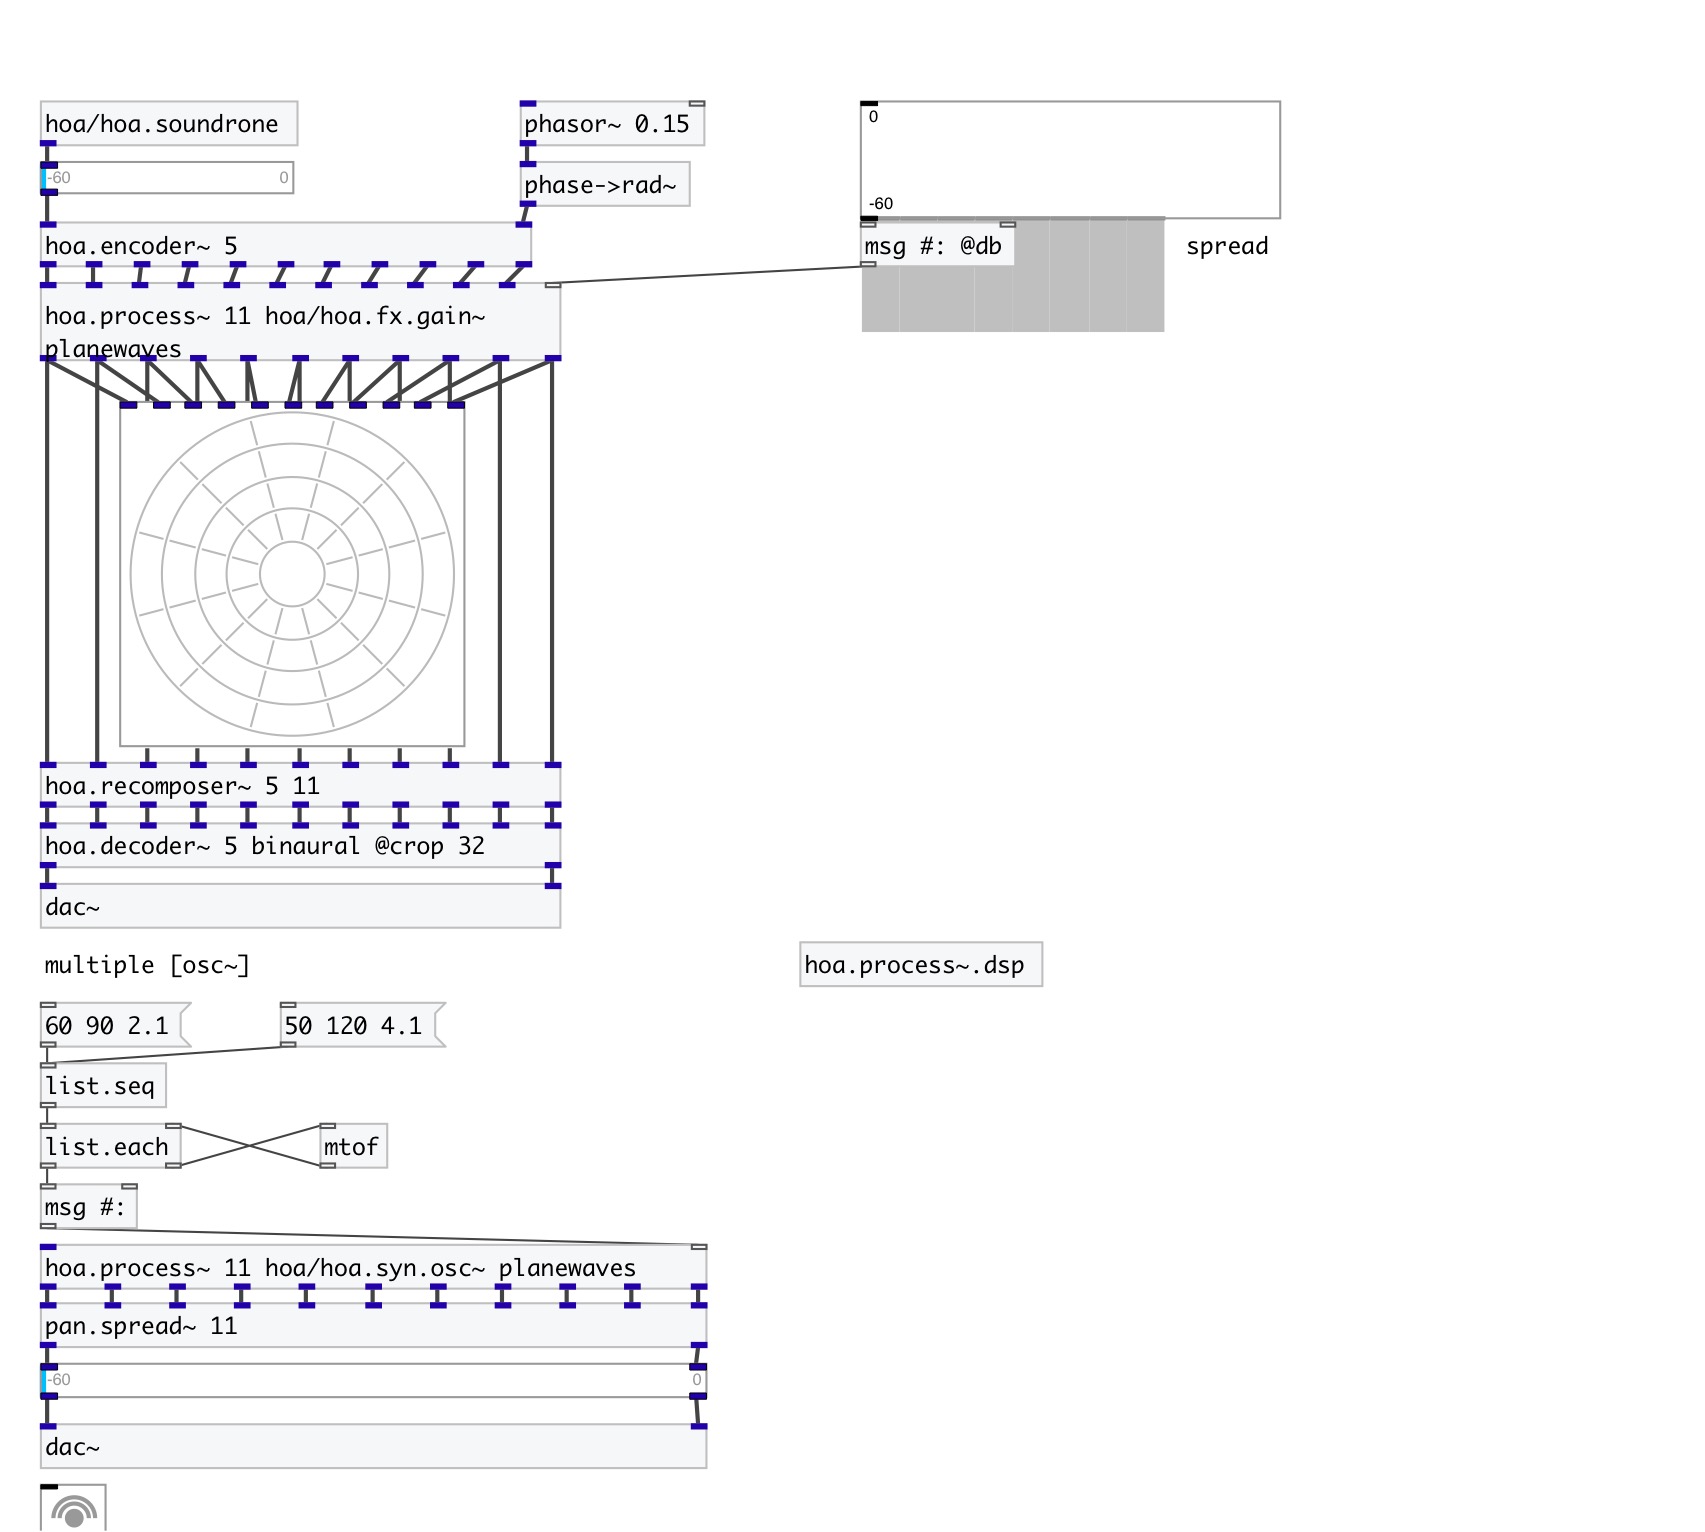 hoa/hoa.soundrone
phasor~ 0.15
0
-60
0
phase->rad~
-60
hoa.encoder~ 5
msg #: @db
spread
hoa.process~ 11 hoa/hoa.fx.gain~
planewaves
hoa.recomposer~ 5 11
hoa.decoder~ 5 binaural @crop 32
dac~
multiple [osc~]
hoa.process~.dsp
60 90 2.1
50 120 4.1
list.seq
list.each
mtof
msg #:
hoa.process~ 11 hoa/hoa.syn.osc~ planewaves
pan.spread~ 11
-60
0
dac~